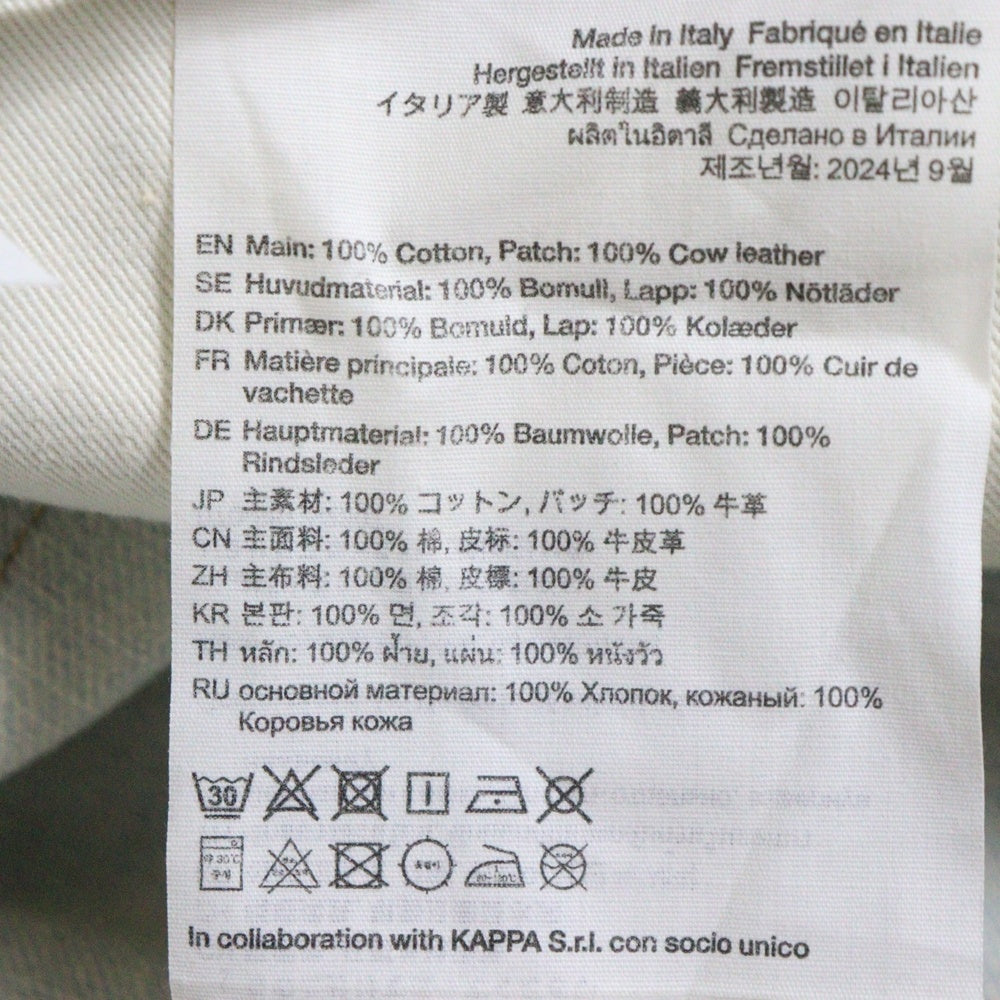 Made in Italy Fabriqué en Italie
Hergestellt in Italien Fremstillet i Italien
イタリア製 意大利制造 義大利製造 이탈리아산
ผลิตในอิตาลี Сделано в Италии
제조년월: 2024년 9월
EN Main: 100% Cotton, Patch: 100% Cow leather
SE Huvudmaterial: 100% Bomull, Lapp: 100% Nötläder
DK Primær: 100% Bomuld, Lap: 100% Kolæder
FR Matière principale: 100% Coton, Pièce: 100% Cuir de
vachette
DE Hauptmaterial: 100% Baumwolle, Patch: 100%
Rindsleder
JP 主素材: 100% コットン, パッチ: 100% 牛革
CN 主面料: 100% 棉, 皮标: 100% 牛皮革
ZH 主布料: 100% 棉, 皮標: 100% 牛皮
KR 본판: 100% 면, 조각: 100% 소 가죽
TH หลัก: 100% ฝ้าย, แผ่น: 100% หนังวัว
RU основной материал: 100% Хлопок, кожаный: 100%
Коровья кожа
30
약 30℃
중성
In collaboration with KAPPA S.r.l. con socio unico